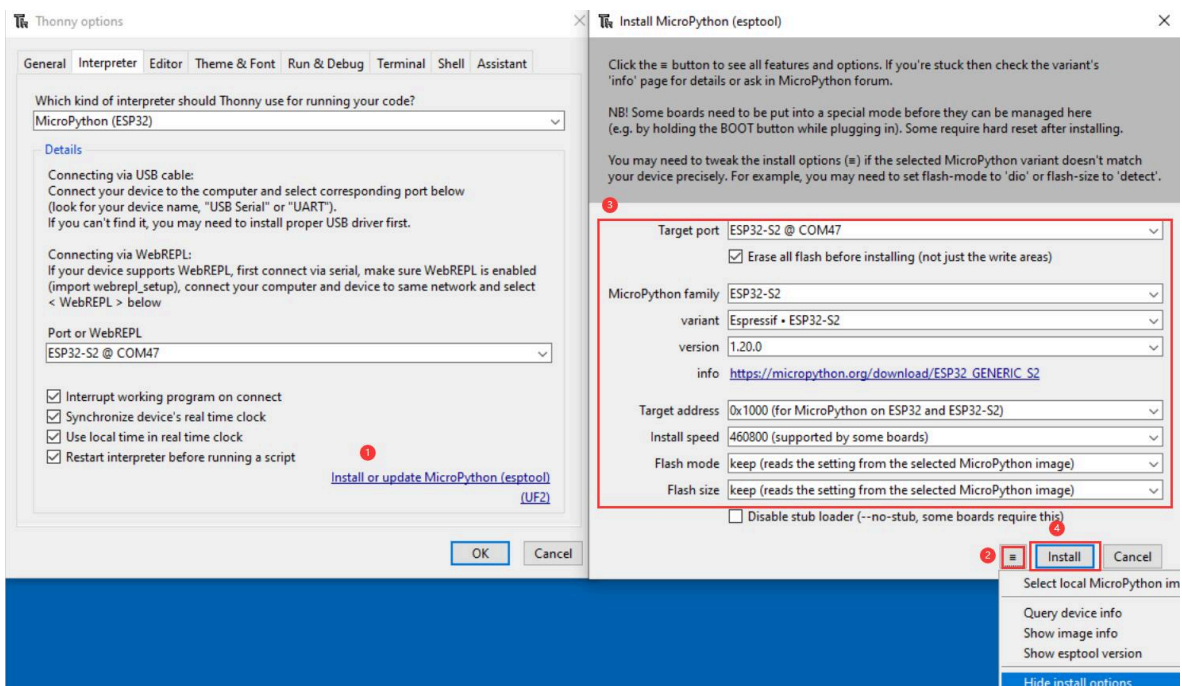 Thonny options
General Interpreter Editor Theme & Font Run & Debug Terminal Shell Assistant
Which kind of interpreter should Thonny use for running your code?
MicroPython (ESP32)
Details
Connecting via USB cable:
Connect your device to the computer and select corresponding port below
(look for your device name, "USB Serial" or "UART").
If you can't find it, you may need to install proper USB driver first.
Connecting via WebREPL:
If your device supports WebREPL, first connect via serial, make sure WebREPL is enabled
(import webrepl_setup), connect your computer and device to same network and select
< WebREPL > below
Port or WebREPL
ESP32-S2 @ COM47
Interrupt working program on connect
Synchronize device's real time clock
Use local time in real time clock
Restart interpreter before running a script
1
Install or update MicroPython (esptool)
(UF2)
OK Cancel
Install MicroPython (esptool)
Click the ≡ button to see all features and options. If you're stuck then check the variant's
'info' page for details or ask in MicroPython forum.
NB! Some boards need to be put into a special mode before they can be managed here
(e.g. by holding the BOOT button while plugging in). Some require hard reset after installing.
You may need to tweak the install options (≡) if the selected MicroPython variant doesn't match
your device precisely. For example, you may need to set flash-mode to 'dio' or flash-size to 'detect'.
3
Target port ESP32-S2 @ COM47
Erase all flash before installing (not just the write areas)
MicroPython family ESP32-S2
variant Espressif • ESP32-S2
version 1.20.0
info https://micropython.org/download/ESP32_GENERIC_S2
Target address 0x1000 (for MicroPython on ESP32 and ESP32-S2)
Install speed 460800 (supported by some boards)
Flash mode keep (reads the setting from the selected MicroPython image)
Flash size keep (reads the setting from the selected MicroPython image)
Disable stub loader (--no-stub, some boards require this)
4
2 ≡ Install Cancel
Select local MicroPython im
Query device info
Show image info
Show esptool version
Hide install options